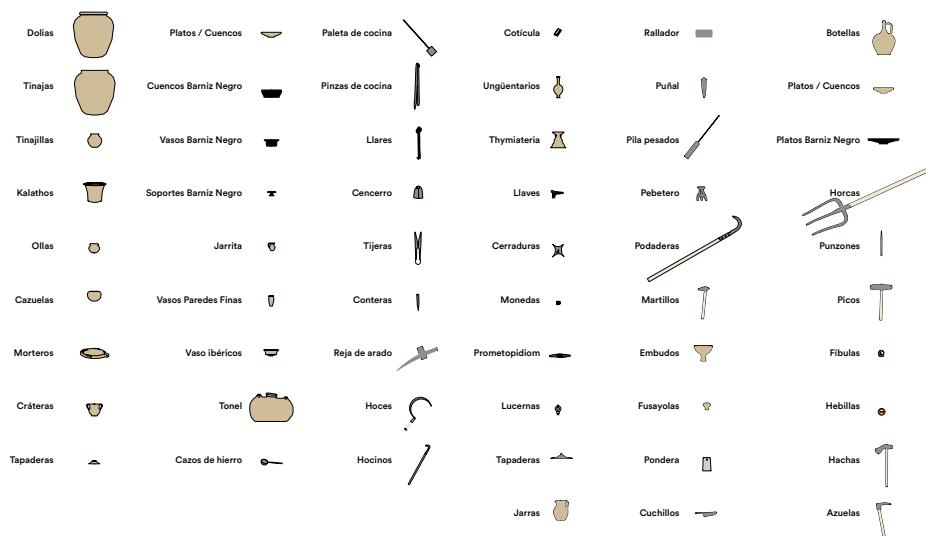 Dolias
Tinajas
Tinajillas
Kalathos
Ollas
Cazuelas
Morteros
Cráteras
Tapaderas
Platos / Cuencos
Cuencos Barniz Negro
Vasos Barniz Negro
Soportes Barniz Negro
Jarrita
Vasos Paredes Finas
Vaso ibéricos
Tonel
Cazos de hierro
Paleta de cocina
Pinzas de cocina
Llares
Cencerro
Tijeras
Conteras
Reja de arado
Hoces
Hocinos
Cotícula
Ungüentarios
Thymiateria
Llaves
Cerraduras
Monedas
Prometopidiom
Lucernas
Tapaderas
Jarras
Rallador
Puñal
Pila pesados
Pebetero
Podaderas
Martillos
Embudos
Fusayolas
Pondera
Cuchillos
Botellas
Platos / Cuencos
Platos Barniz Negro
Horcas
Punzones
Picos
Fíbulas
Hebillas
Hachas
Azuelas